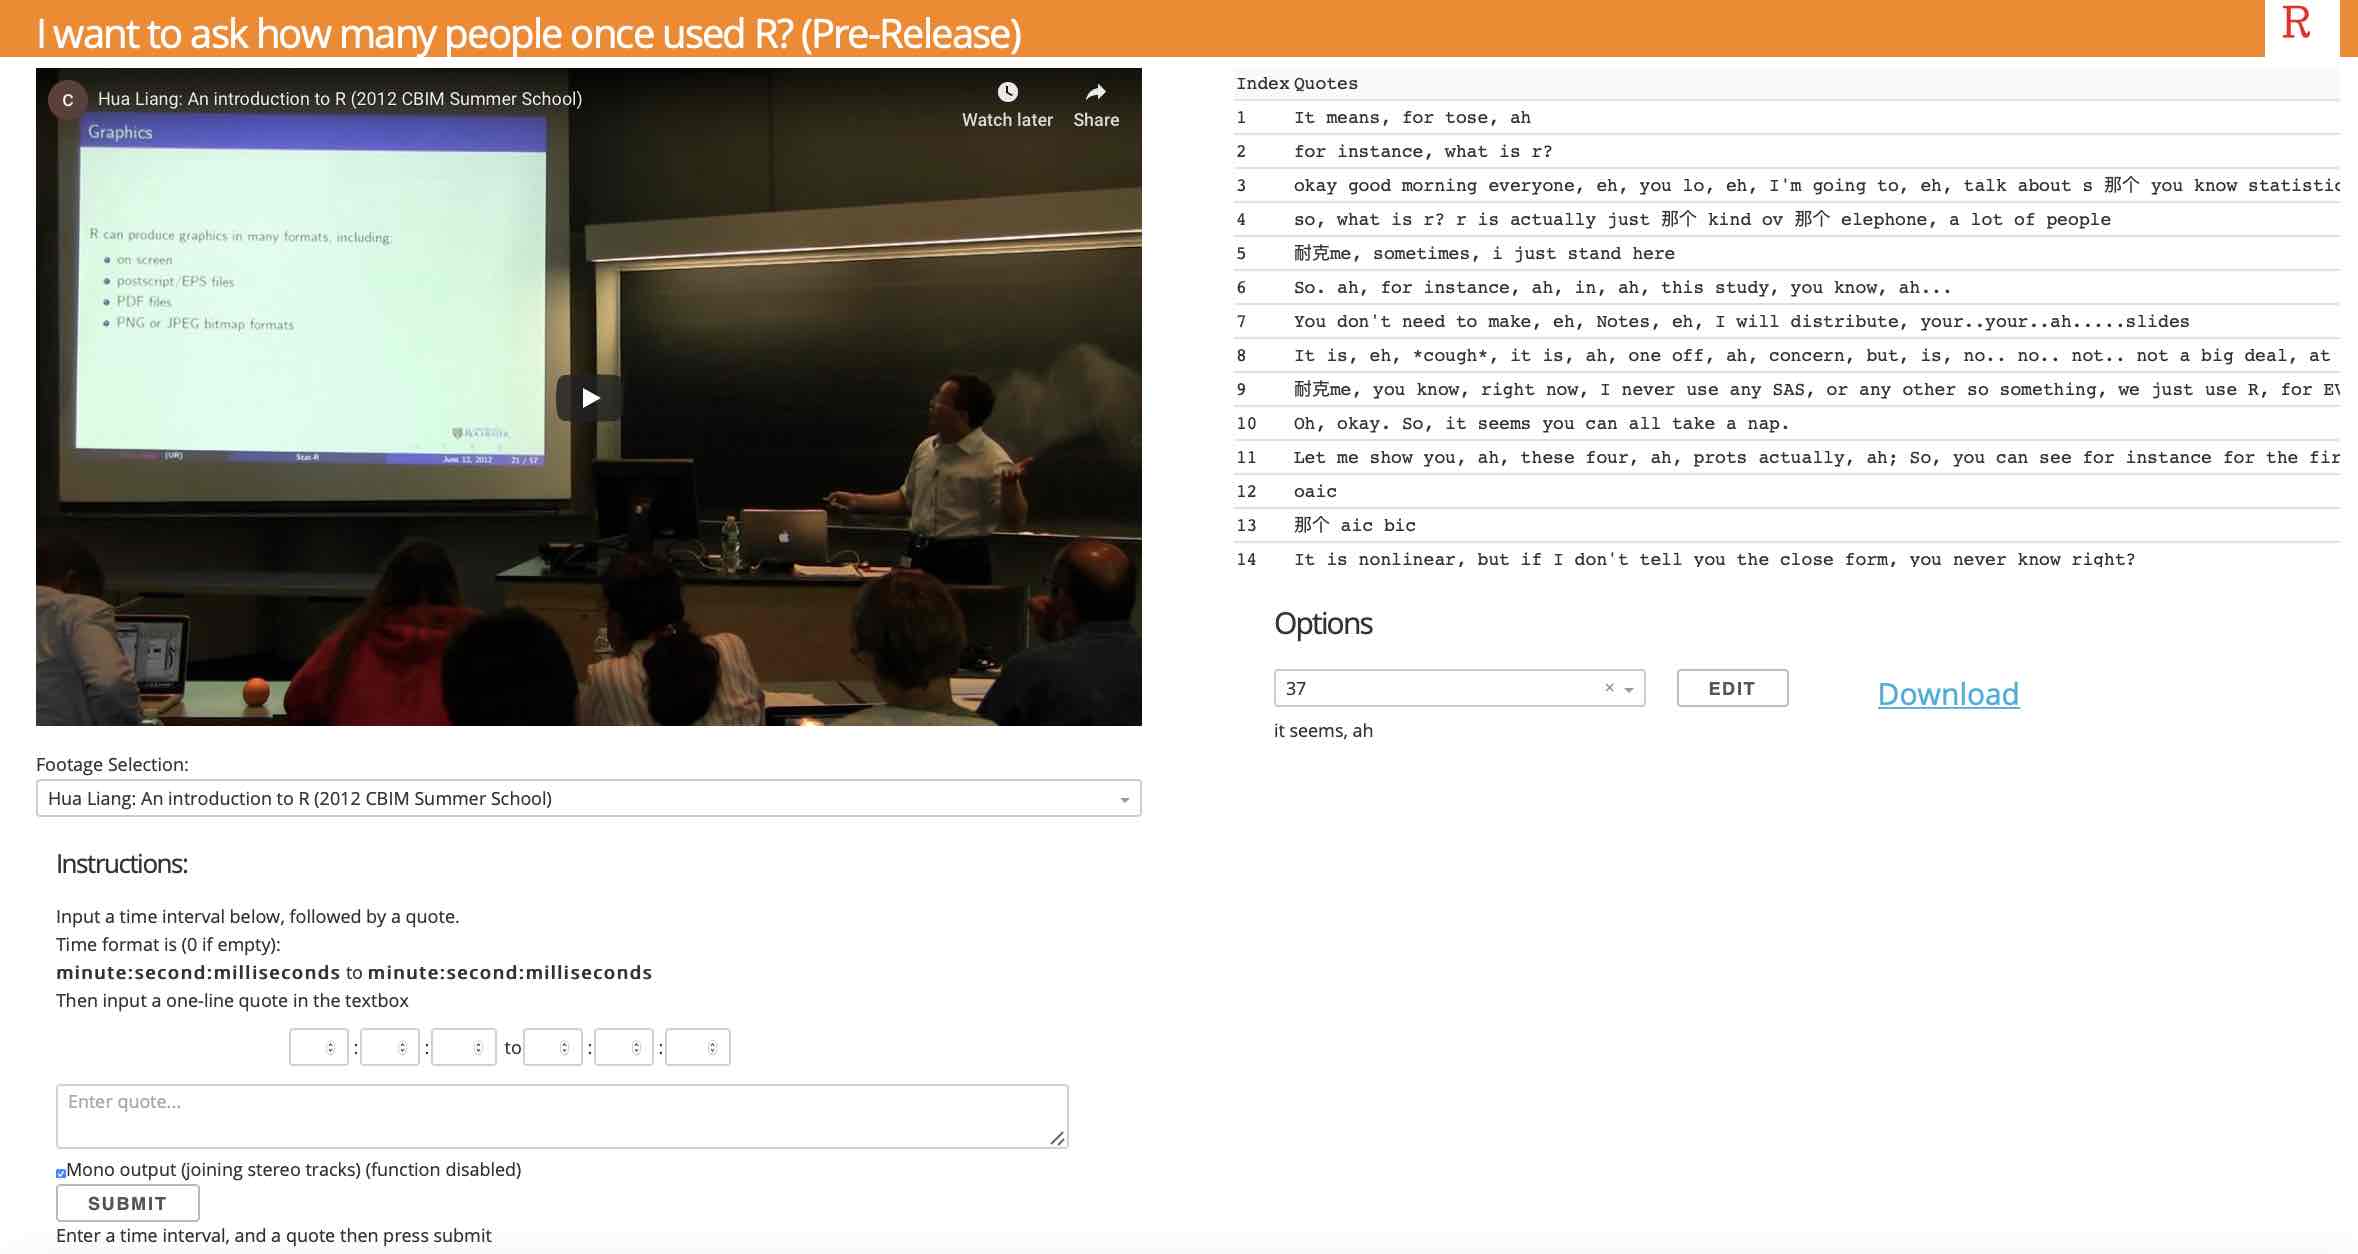 I want to ask how many people once used R? (Pre-Release)
R
C
Hua Liang: An introduction to R (2012 CBIM Summer School)
Watch later
Share
Graphics
R can produce graphics in many formats, including:
on screen
postscript/EPS files
PDF files
PNG or JPEG bitmap formats
ROCHESTER
(UR)
Stat-R
June 12, 2012
21 / 57
Footage Selection:
Hua Liang: An introduction to R (2012 CBIM Summer School)
Instructions:
Input a time interval below, followed by a quote.
Time format is (0 if empty):
minute:second:milliseconds to minute:second:milliseconds
Then input a one-line quote in the textbox
: : to : :
Enter quote...
Mono output (joining stereo tracks) (function disabled)
SUBMIT
Enter a time interval, and a quote then press submit
Index Quotes
1 It means, for tose, ah
2 for instance, what is r?
3 okay good morning everyone, eh, you lo, eh, I'm going to, eh, talk about s 那个 you know statistic
4 so, what is r? r is actually just 那个 kind ov 那个 elephone, a lot of people
5 耐克me, sometimes, i just stand here
6 So. ah, for instance, ah, in, ah, this study, you know, ah...
7 You don't need to make, eh, Notes, eh, I will distribute, your..your..ah.....slides
8 It is, eh, *cough*, it is, ah, one off, ah, concern, but, is, no.. no.. not.. not a big deal, at
9 耐克me, you know, right now, I never use any SAS, or any other so something, we just use R, for EV
10 Oh, okay. So, it seems you can all take a nap.
11 Let me show you, ah, these four, ah, prots actually, ah; So, you can see for instance for the fir
12 oaic
13 那个 aic bic
14 It is nonlinear, but if I don't tell you the close form, you never know right?
Options
37 ×
EDIT
Download
it seems, ah